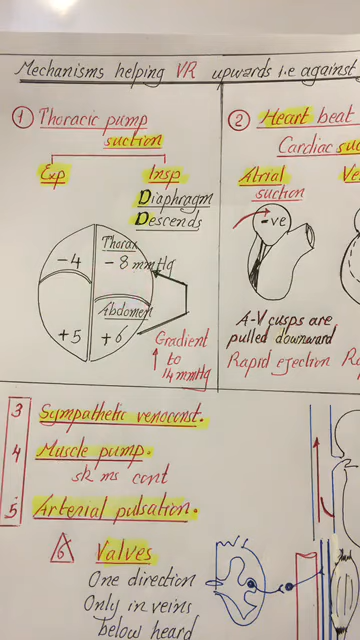 Mechanisms helping VR upwards i.e against
① Thoracic pump
suction
Exp
Insp
Diaphragm
Descends
Thorax
-4
- 8 mmHg
Abdomen
+5
+6
Gradient
↑ to
14 mmHg
② Heart beat
Cardiac suc
Atrial
suction
Ve
-ve
A-V cusps are
pulled downward
Rapid ejection
Ra
3 Sympathetic venoconst.
4 Muscle pump.
sk ms cont
5 Arterial pulsation.
6 Valves
One direction
Only in veins
below heard